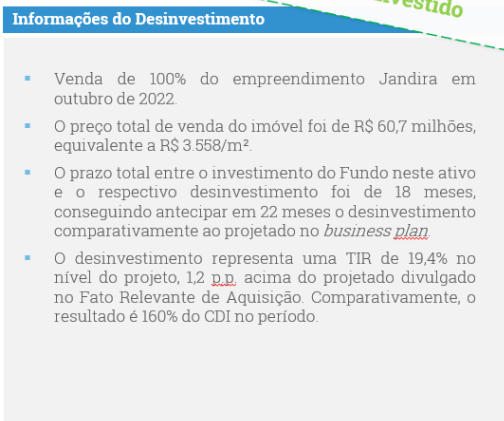 Informações do Desinvestimento
Venda de 100% do empreendimento Jandira em
outubro de 2022.
O preço total de venda do imóvel foi de R$ 60,7 milhões,
equivalente a R$ 3.558/m².
O prazo total entre o investimento do Fundo neste ativo
e o respectivo desinvestimento foi de 18 meses,
conseguindo antecipar em 22 meses o desinvestimento
comparativamente ao projetado no business plan.
O desinvestimento representa uma TIR de 19,4% no
nível do projeto, 1,2 p.p. acima do projetado divulgado
no Fato Relevante de Aquisição. Comparativamente, o
resultado é 160% do CDI no período.